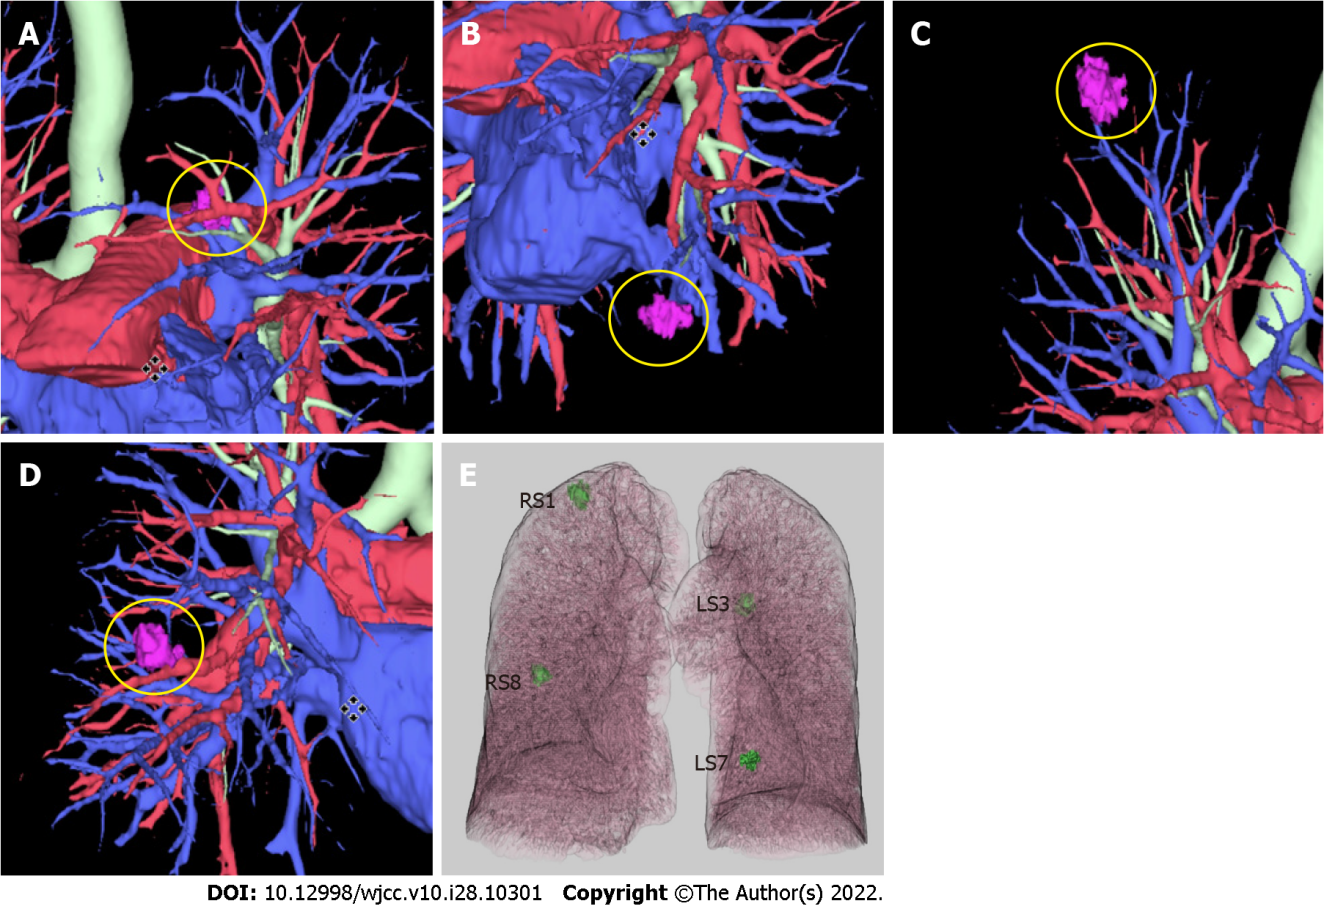 A
B
C
D
E
RS1
LS3
RS8
LS7
DOI: 10.12998/wjcc.v10.i28.10301 Copyright ©The Author(s) 2022.